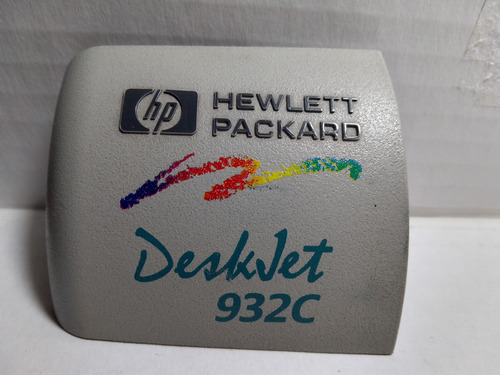 hp HEWLETT
PACKARD
DeskJet
932C